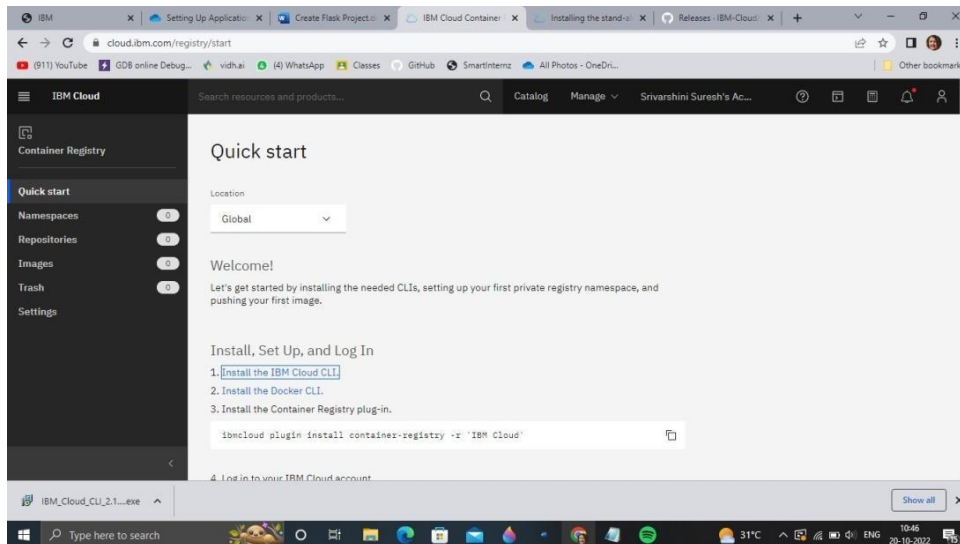 IBM
Setting Up Applicatio
Create Flask Project.d
IBM Cloud Container
Installing the stand-al
Releases · IBM-Cloud/
cloud.ibm.com/registry/start
(911) YouTube
GDB online Debug...
vidh.ai
(4) WhatsApp
Classes
GitHub
SmartInternz
All Photos - OneDri...
Other bookmark
IBM Cloud
Search resources and products...
Catalog
Manage
Srivarshini Suresh's Ac...
Container Registry
Quick start
Namespaces 0
Repositories 0
Images 0
Trash 0
Settings
Quick start
Location
Global
Welcome!
Let's get started by installing the needed CLIs, setting up your first private registry namespace, and
pushing your first image.
Install, Set Up, and Log In
1. Install the IBM Cloud CLI.
2. Install the Docker CLI.
3. Install the Container Registry plug-in.
ibmcloud plugin install container-registry -r 'IBM Cloud'
4. Log in to your IBM Cloud account
IBM_Cloud_CLI_2.1....exe
Show all
Type here to search
31°C
ENG
10:46
20-10-2022